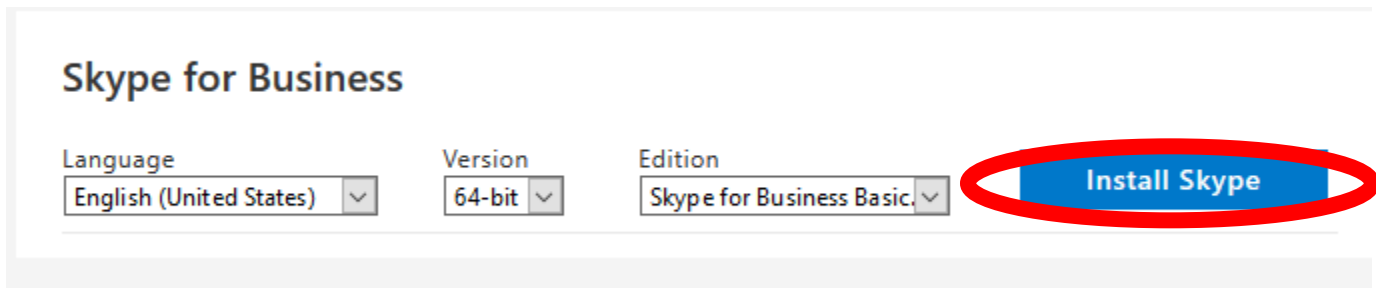 Skype for Business
Language Version Edition
English (United States) 64-bit Skype for Business Basic. Install Skype